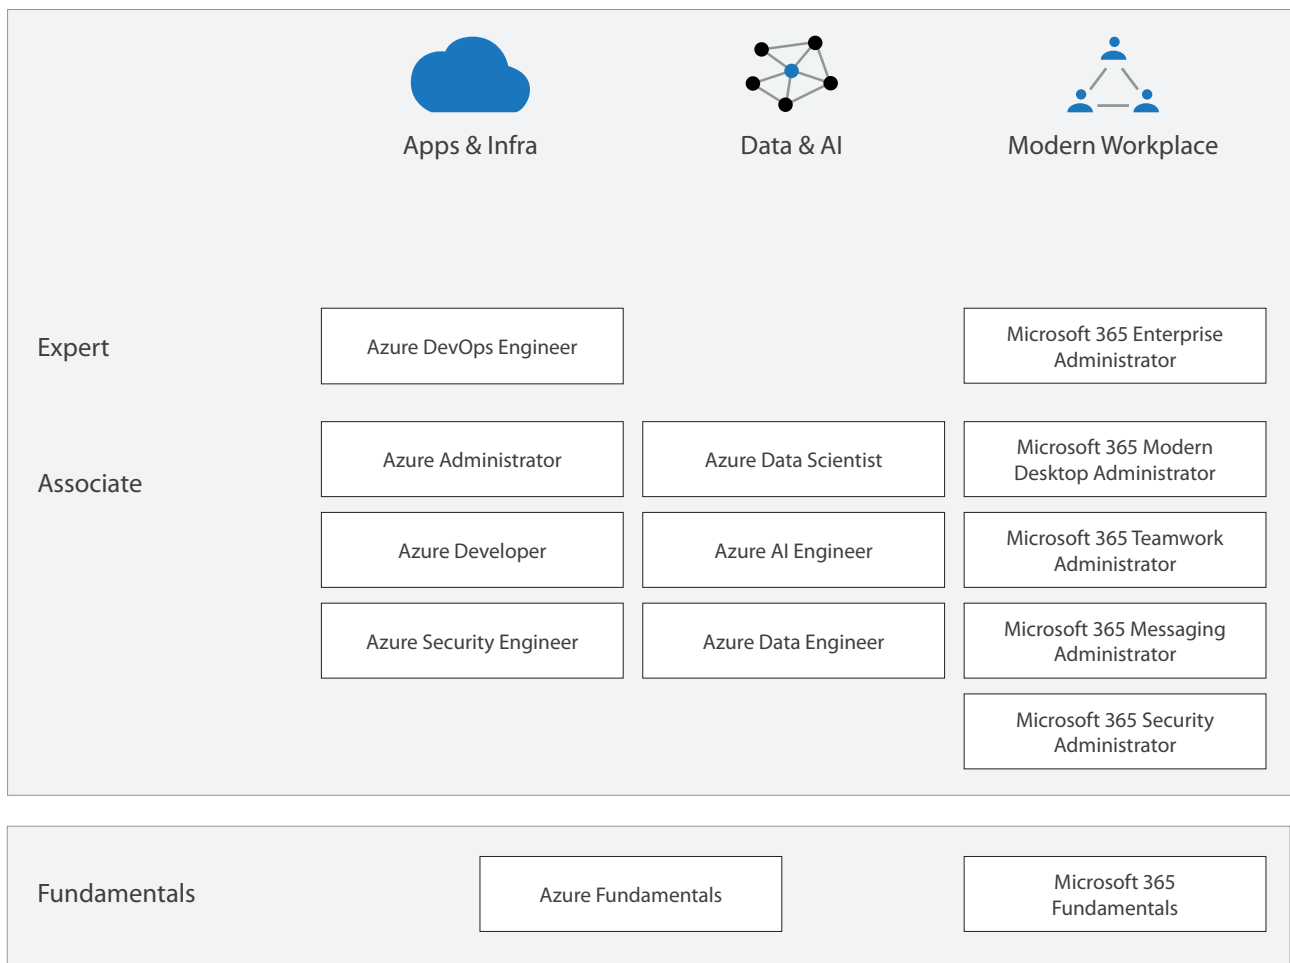 Apps & Infra
Data & AI
Modern Workplace
Expert
Azure DevOps Engineer
Microsoft 365 Enterprise
Administrator
Associate
Azure Administrator
Azure Data Scientist
Microsoft 365 Modern
Desktop Administrator
Azure Developer
Azure AI Engineer
Microsoft 365 Teamwork
Administrator
Azure Security Engineer
Azure Data Engineer
Microsoft 365 Messaging
Administrator
Microsoft 365 Security
Administrator
Fundamentals
Azure Fundamentals
Microsoft 365
Fundamentals